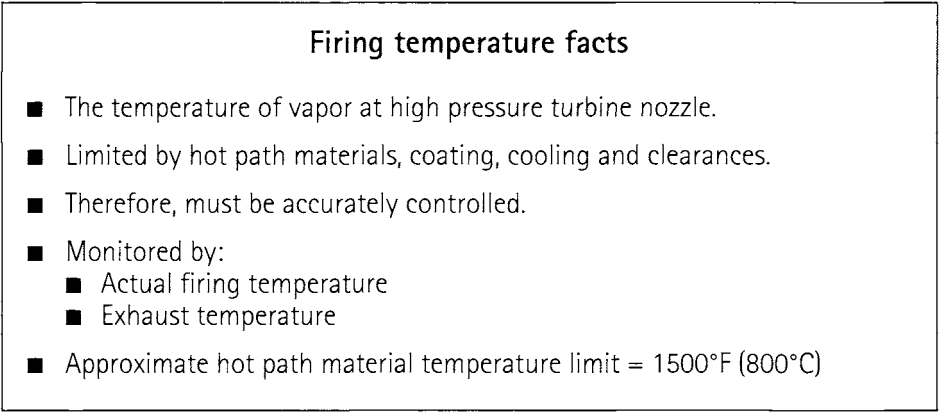 Firing temperature facts
■ The temperature of vapor at high pressure turbine nozzle.
■ Limited by hot path materials, coating, cooling and clearances.
■ Therefore, must be accurately controlled.
■ Monitored by:
■ Actual firing temperature
■ Exhaust temperature
■ Approximate hot path material temperature limit = 1500°F (800°C)